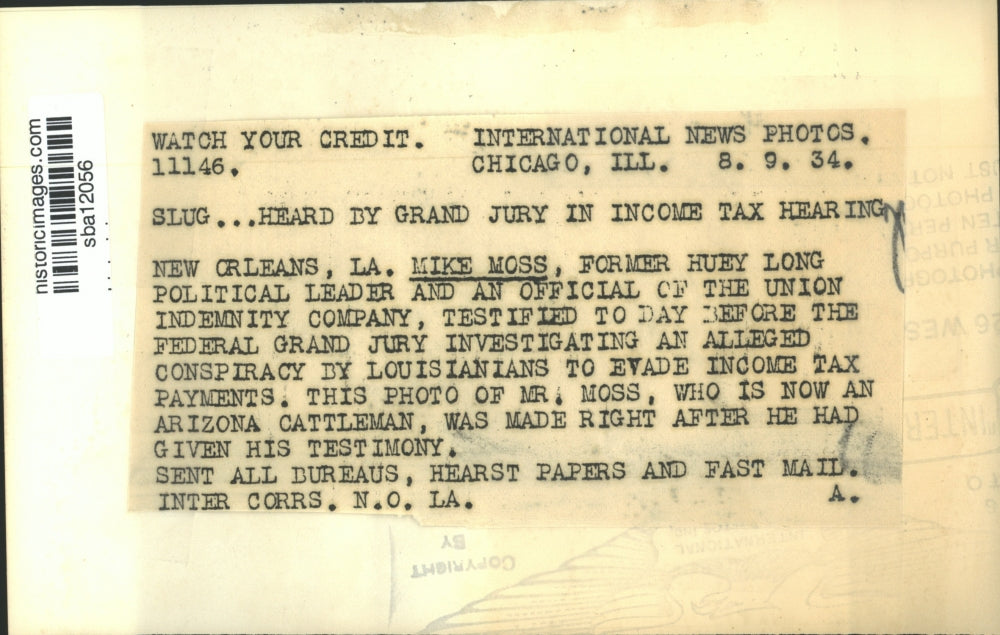 historicimages.com
sba12056
WATCH YOUR CREDIT. INTERNATIONAL NEWS PHOTOS.
11146. CHICAGO, ILL. 8. 9. 34.
SLUG...HEARD BY GRAND JURY IN INCOME TAX HEARING
NEW ORLEANS, LA. MIKE MOSS, FORMER HUEY LONG
POLITICAL LEADER AND AN OFFICIAL OF THE UNION
INDEMNITY COMPANY, TESTIFIED TO DAY BEFORE THE
FEDERAL GRAND JURY INVESTIGATING AN ALLEGED
CONSPIRACY BY LOUISIANIANS TO EVADE INCOME TAX
PAYMENTS. THIS PHOTO OF MR. MOSS, WHO IS NOW AN
ARIZONA CATTLEMAN, WAS MADE RIGHT AFTER HE HAD
GIVEN HIS TESTIMONY.
SENT ALL BUREAUS, HEARST PAPERS AND FAST MAIL.
INTER CORRS. N.O. LA. A.
COPYRIGHT
BY